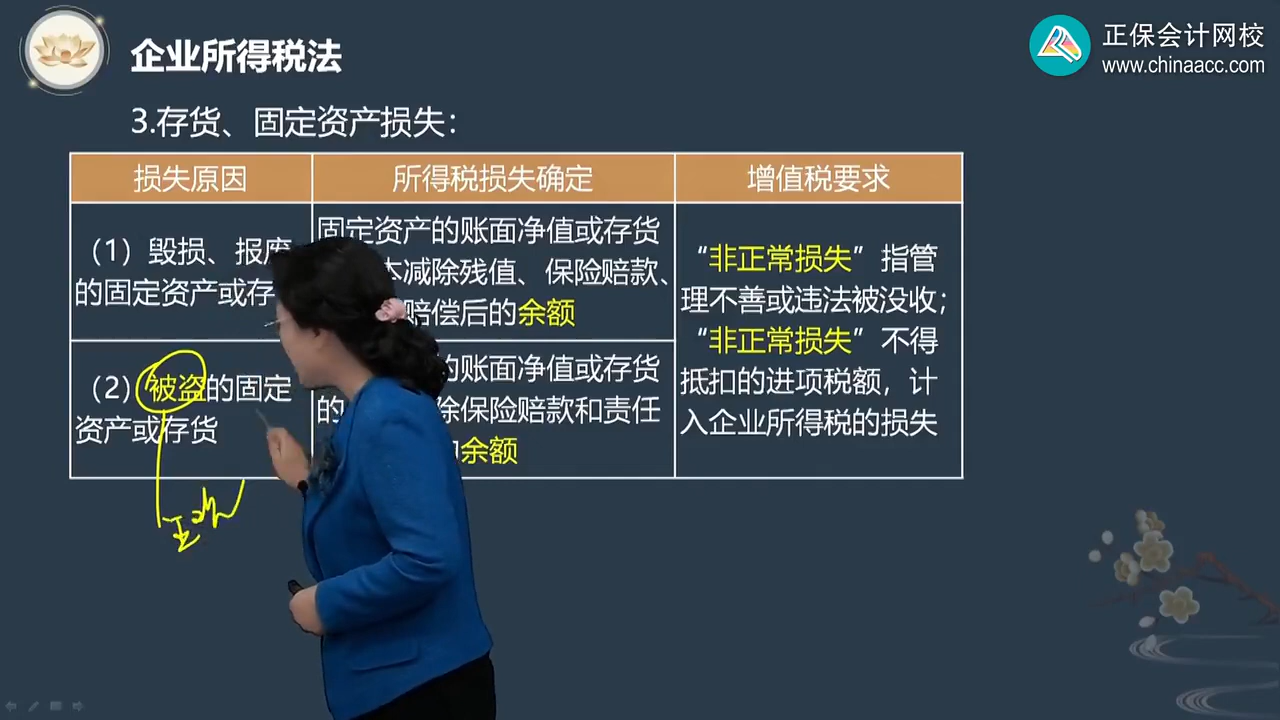 企业所得税法
正保会计网校
www.chinaacc.com
3.存货、固定资产损失：
损失原因
所得税损失确定
增值税要求
（1）毁损、报废
的固定资产或存
固定资产的账面净值或存货
本减除残值、保险赔款、
赔偿后的余额
“非正常损失”指管
理不善或违法被没收；
“非正常损失”不得
抵扣的进项税额，计
入企业所得税的损失
（2）被盗的固定
资产或存货
的账面净值或存货
的
除保险赔款和责任
余额